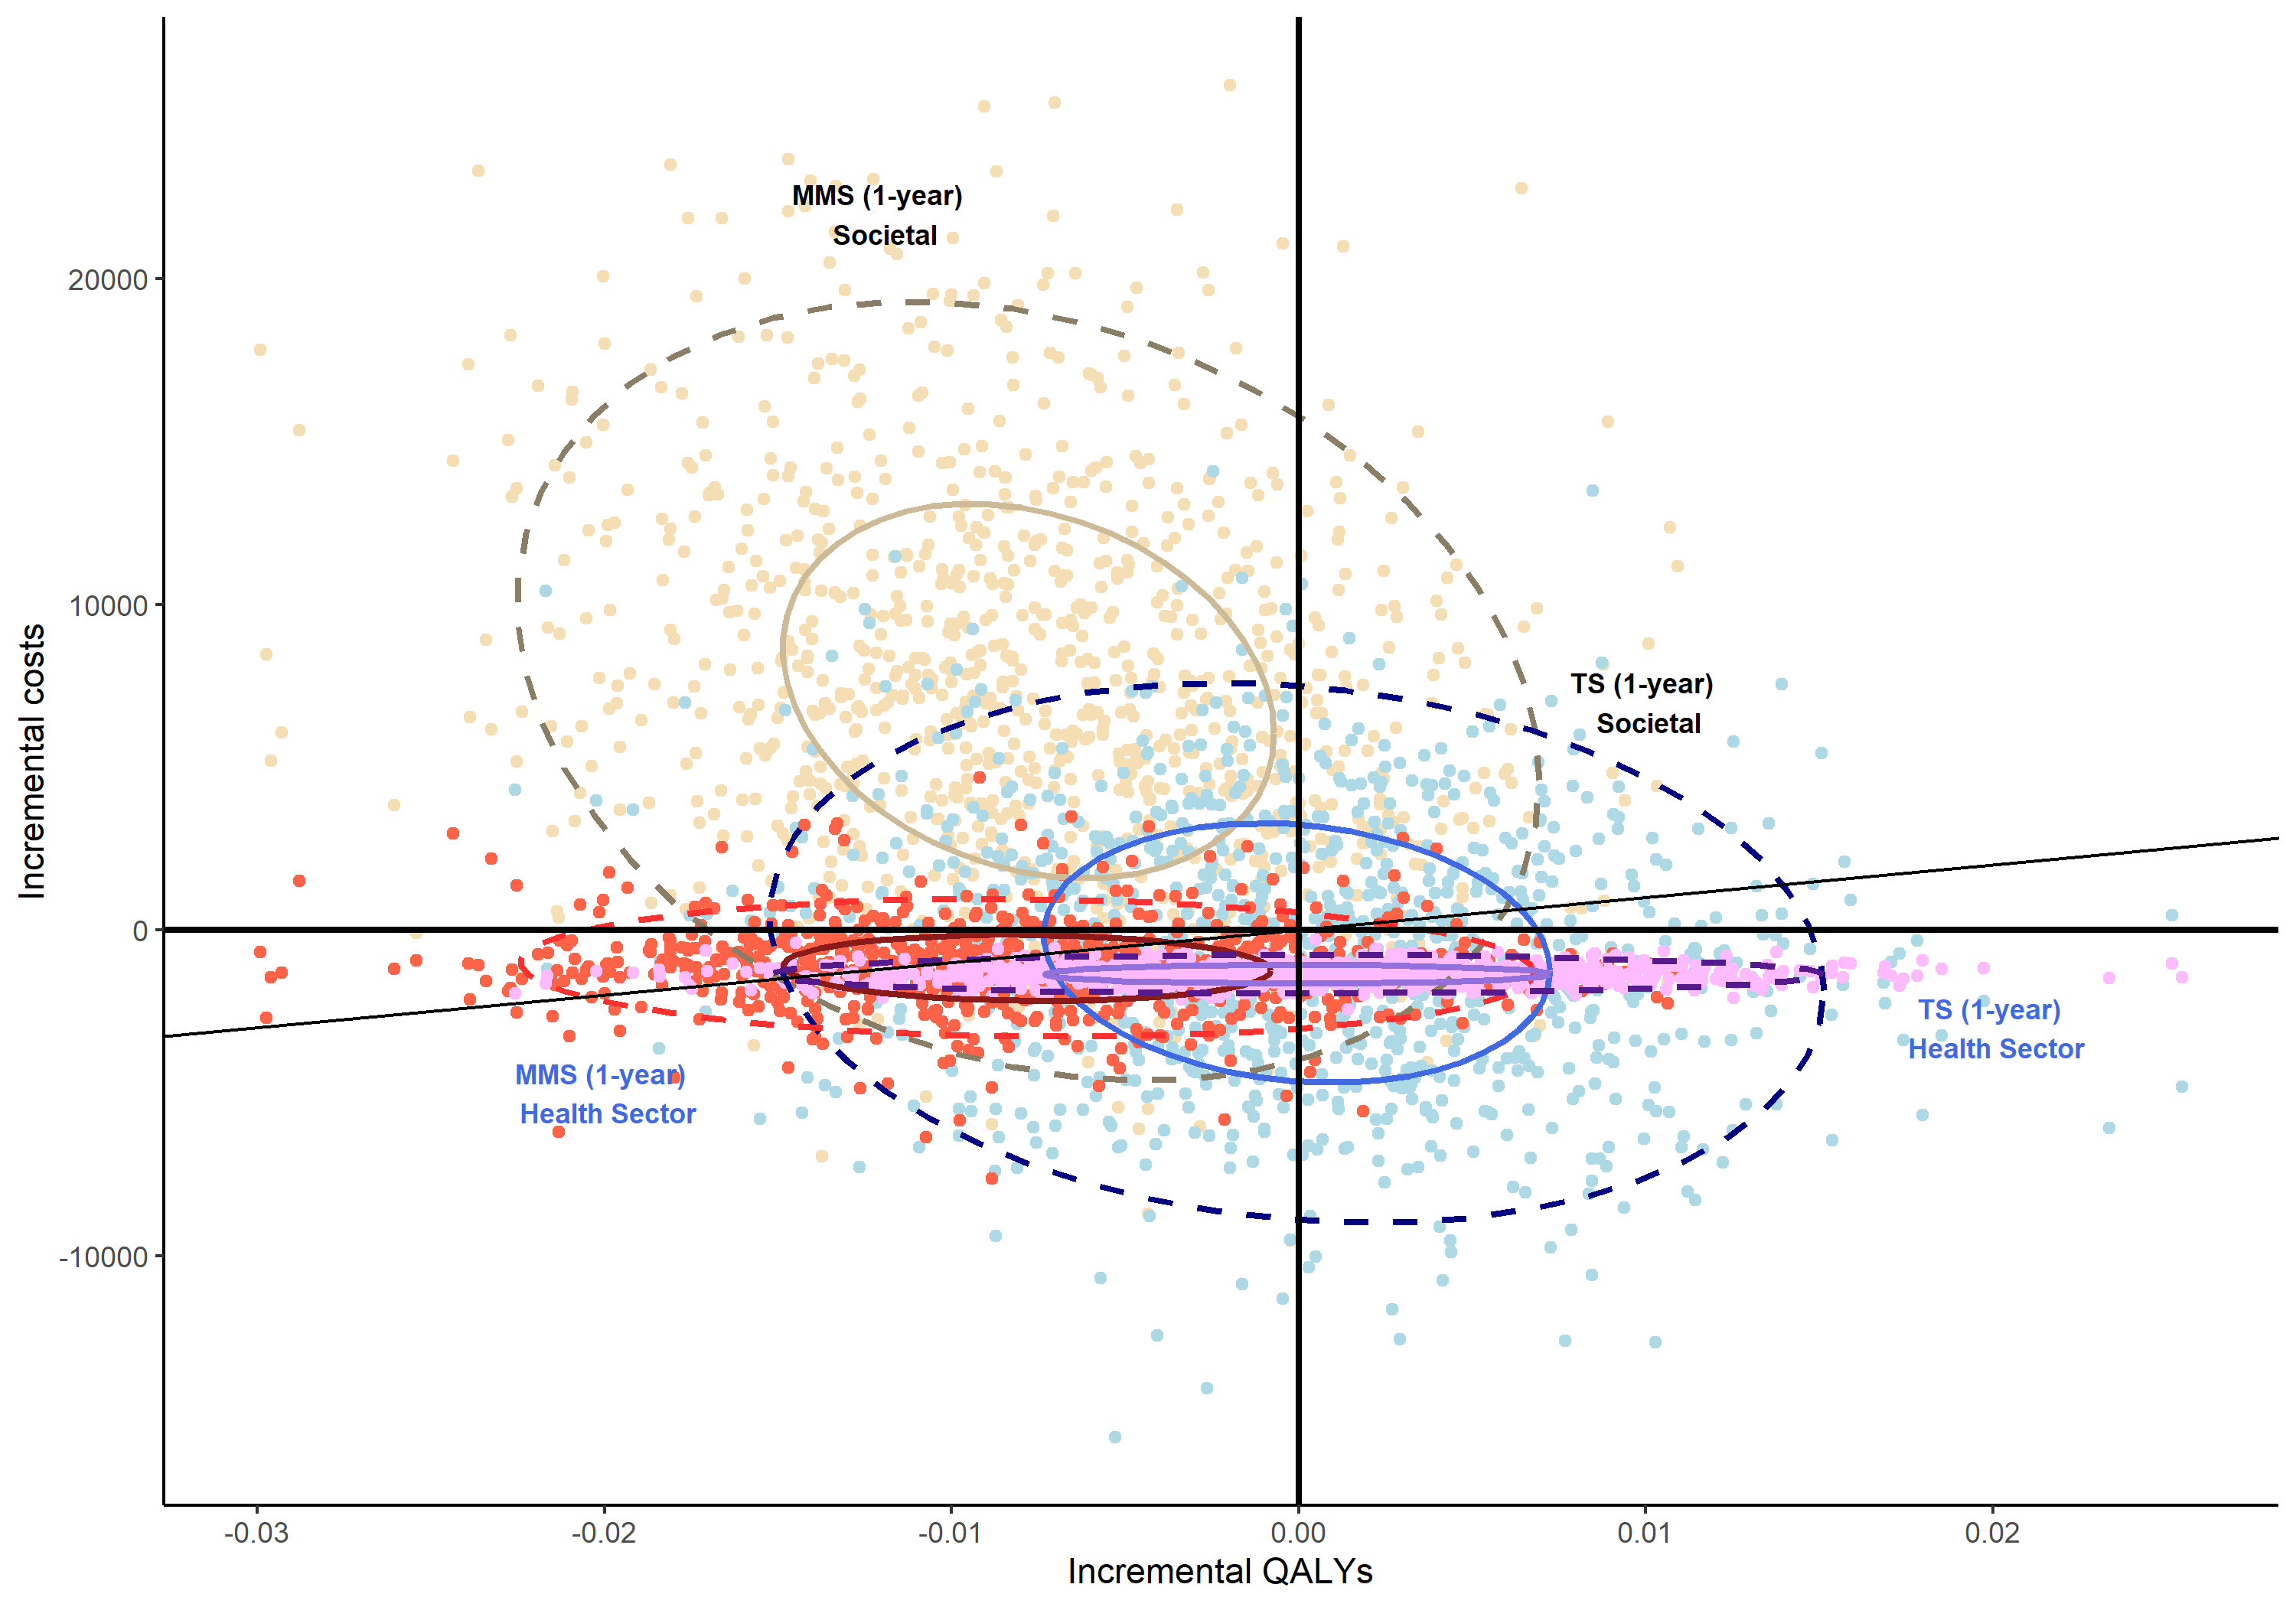 MMS (1-year)
Societal
20000
10000
TS (1-year)
Societal
Incremental costs
0
TS (1-year)
Health Sector
MMS (1-year)
Health Sector
-10000
-0.03
-0.02
-0.01
0.00
0.01
0.02
Incremental QALYs